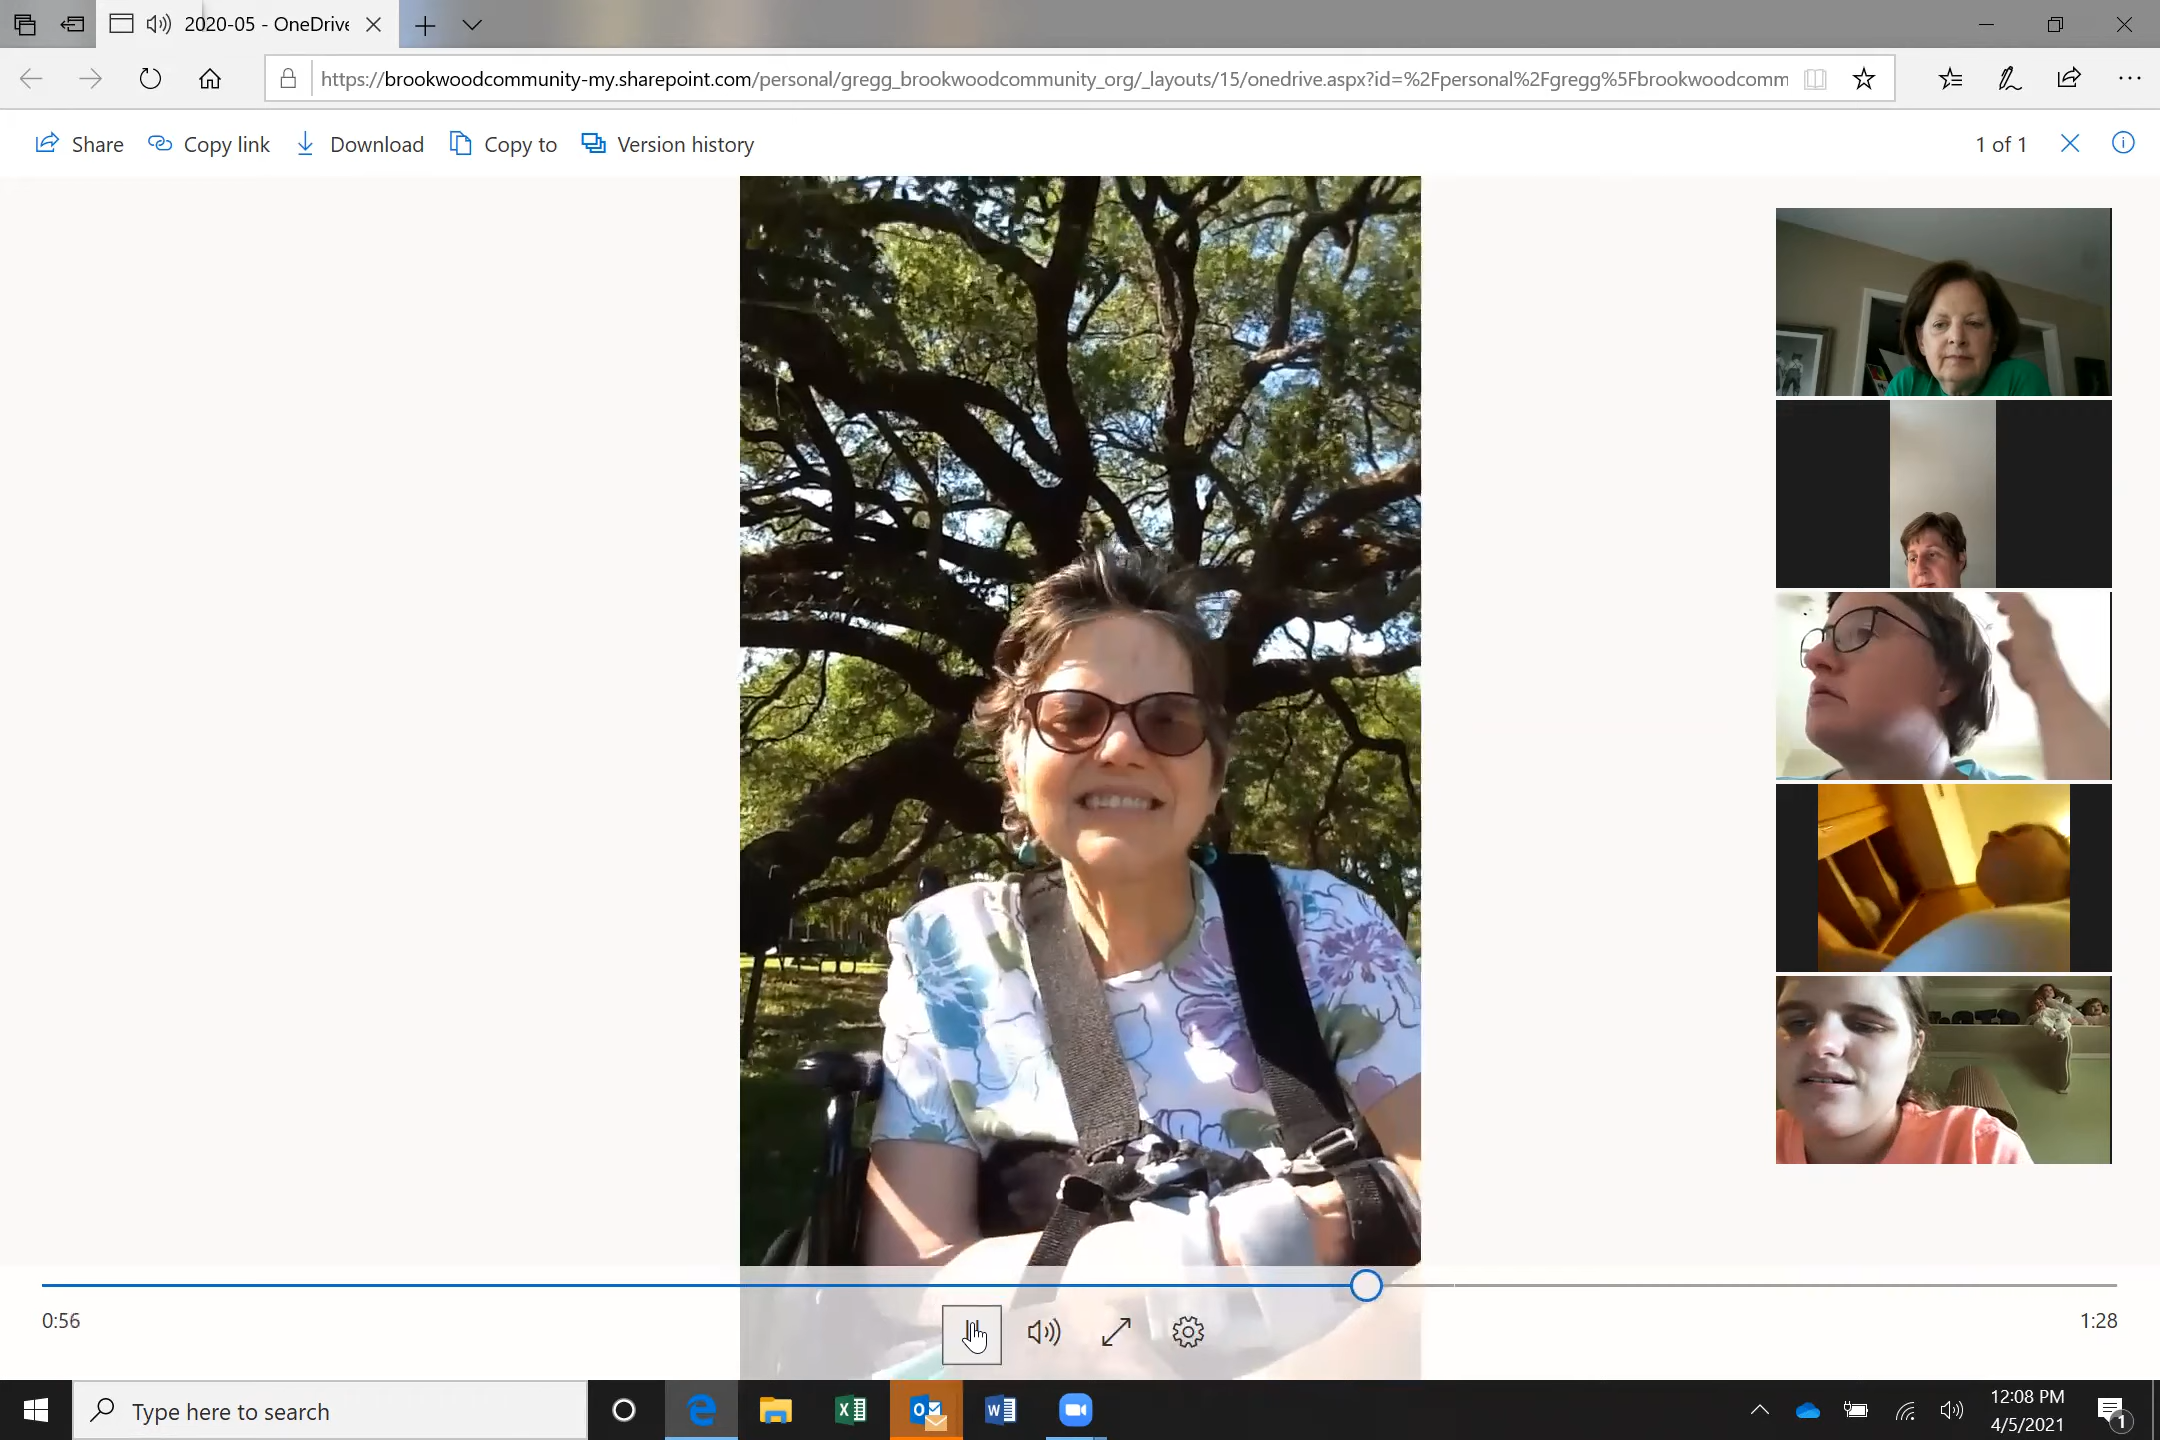 2020-05 - OneDrive
https://brookwoodcommunity-my.sharepoint.com/personal/gregg_brookwoodcommunity_org/_layouts/15/onedrive.aspx?id=%2Fpersonal%2Fgregg%5Fbrookwoodcomm
Share Copy link Download Copy to Version history 1 of 1
0:56 1:28
Type here to search
12:08 PM
4/5/2021
1